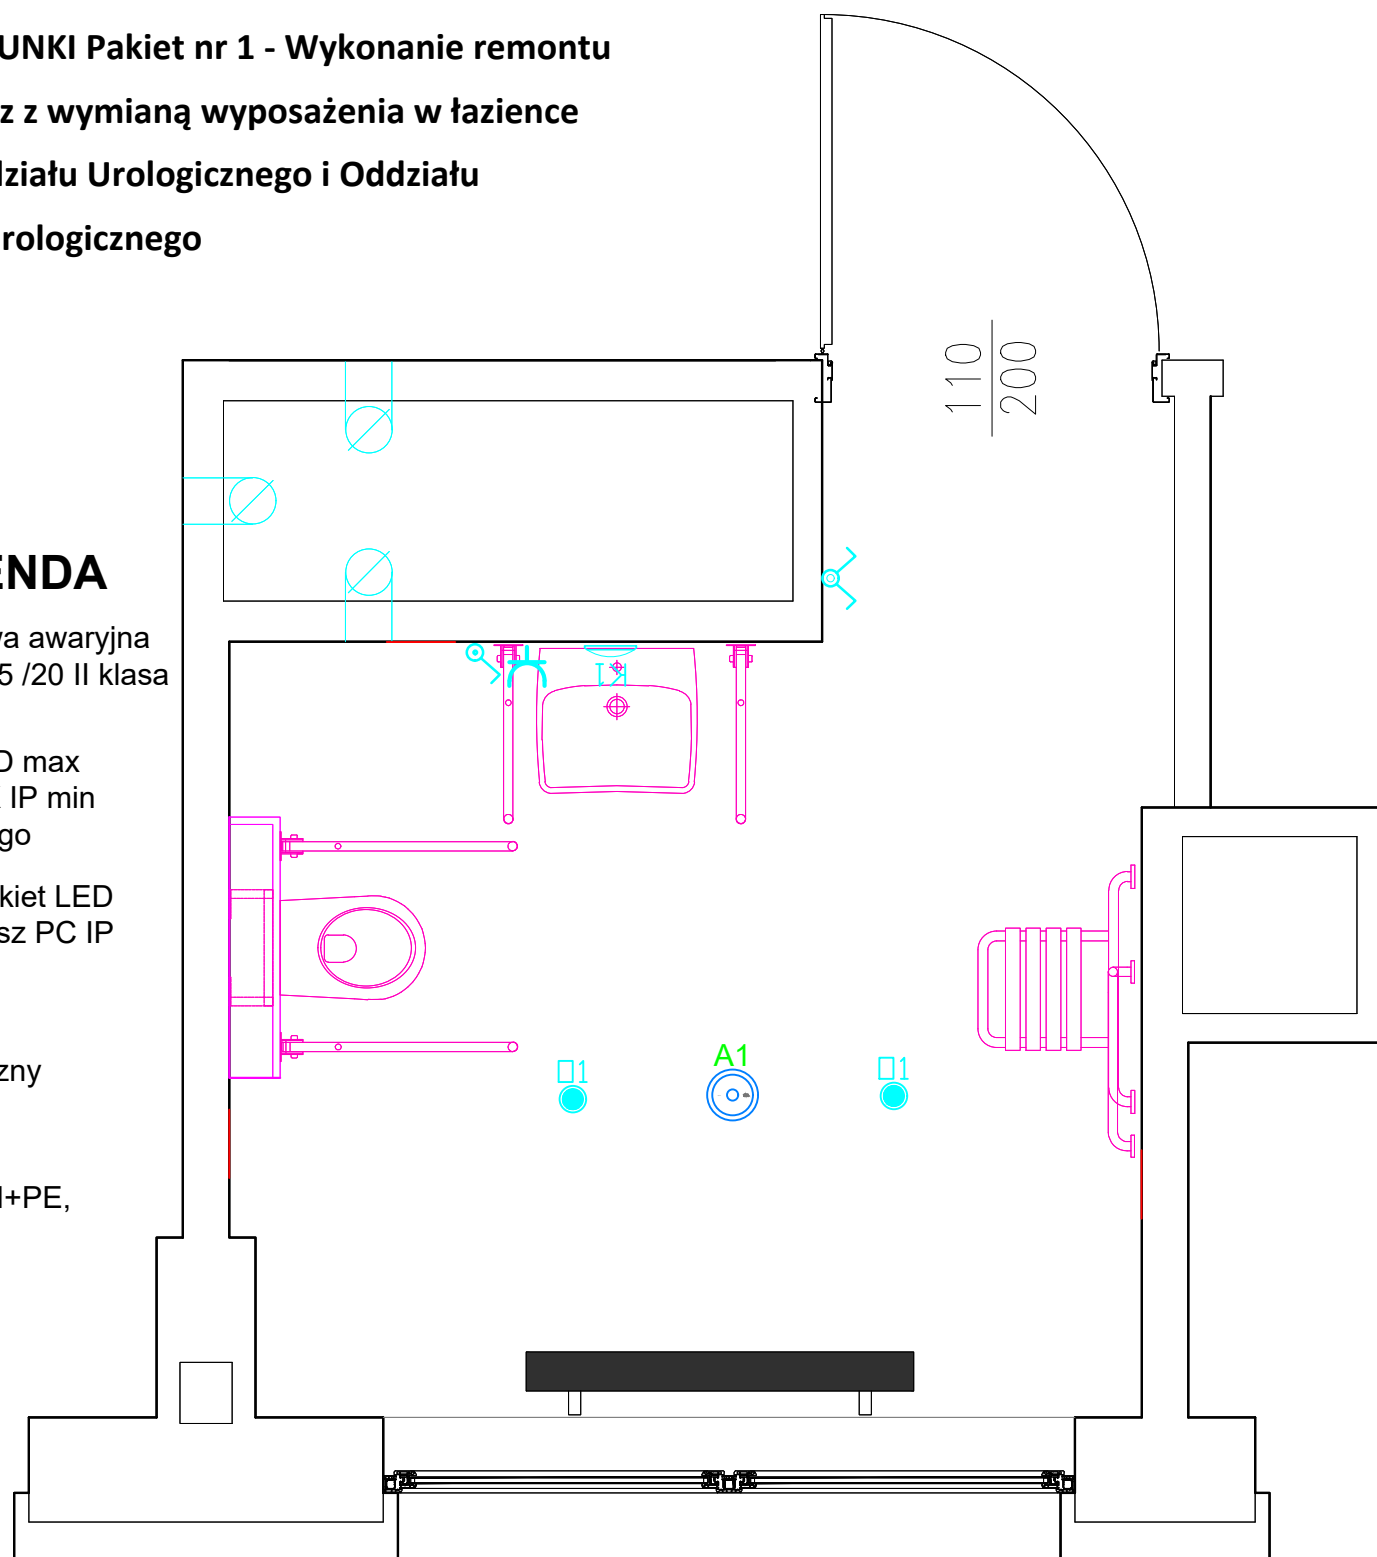 UNKI Pakiet nr 1 - Wykonanie remontu
z z wymianą wyposażenia w łazience
działu Urologicznego i Oddziału
rologicznego
110
200
ENDA
va awaryjna
5 /20 II klasa
K1
D max
IP min
go
kiet LED
sz PC IP
A1
□1
□1
zny
I+PE,